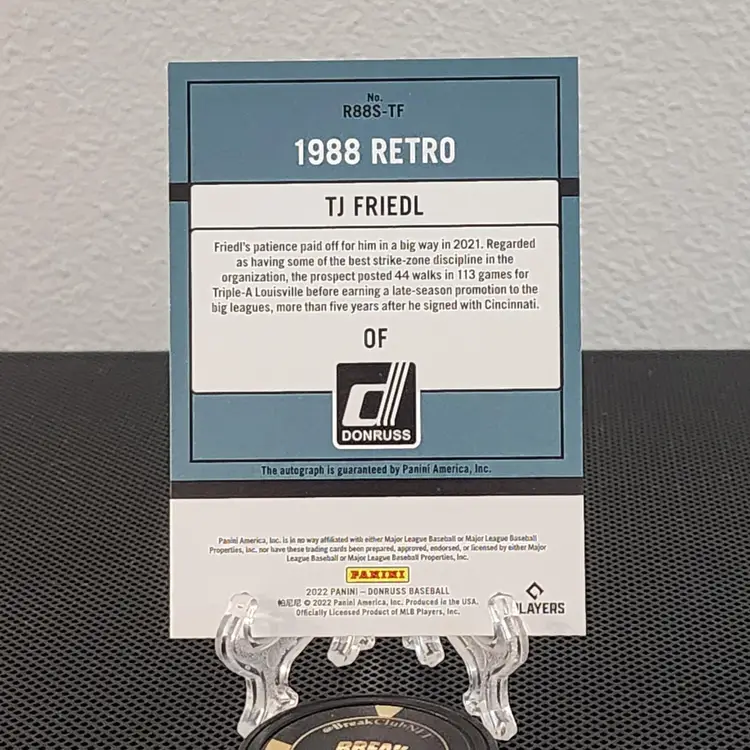 No.
R88S-TF
1988 RETRO
TJ FRIEDL
Friedl's patience paid off for him in a big way in 2021. Regarded
as having some of the best strike-zone discipline in the
organization, the prospect posted 44 walks in 113 games for
Triple-A Louisville before earning a late-season promotion to the
big leagues, more than five years after he signed with Cincinnati.
OF
d
DONRUSS
The autograph is guaranteed by Panini America, Inc.
Panini America, Inc. is in no way affiliated with either Major League Baseball or Major League Baseball
Properties, Inc. nor have these trading cards been prepared, approved, endorsed, or licensed by either Major
League Baseball or Major League Baseball Properties, Inc.
PANINI
2022 PANINI – DONRUSS BASEBALL
帕尼尼 © 2022 Panini America, Inc. Produced in the USA.
Officially Licensed Product of MLB Players, Inc.
PLAYERS
@BreakClubNTT
BREAK